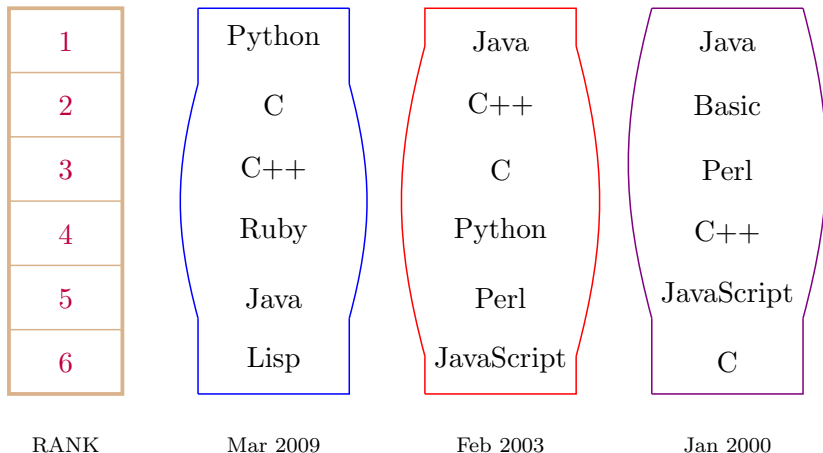 1 Python Java Java
2 C C++ Basic
3 C++ C Perl
4 Ruby Python C++
5 Java Perl JavaScript
6 Lisp JavaScript C
RANK Mar 2009 Feb 2003 Jan 2000